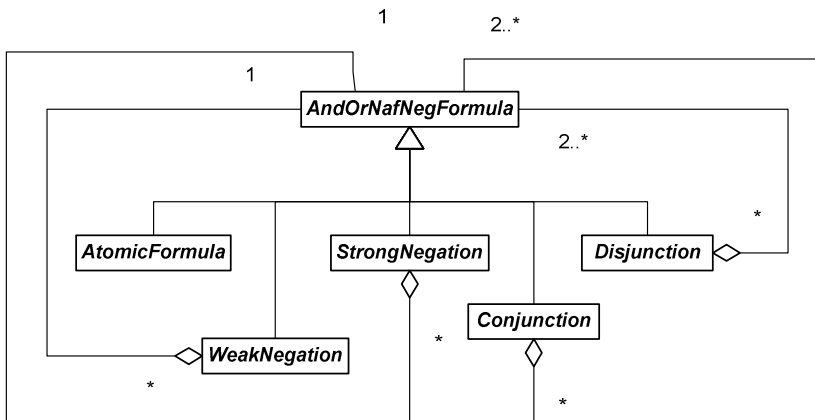 1
2..*
1
AndOrNafNegFormula
2..*
*
AtomicFormula
StrongNegation
Disjunction
Conjunction
*
WeakNegation
*
*